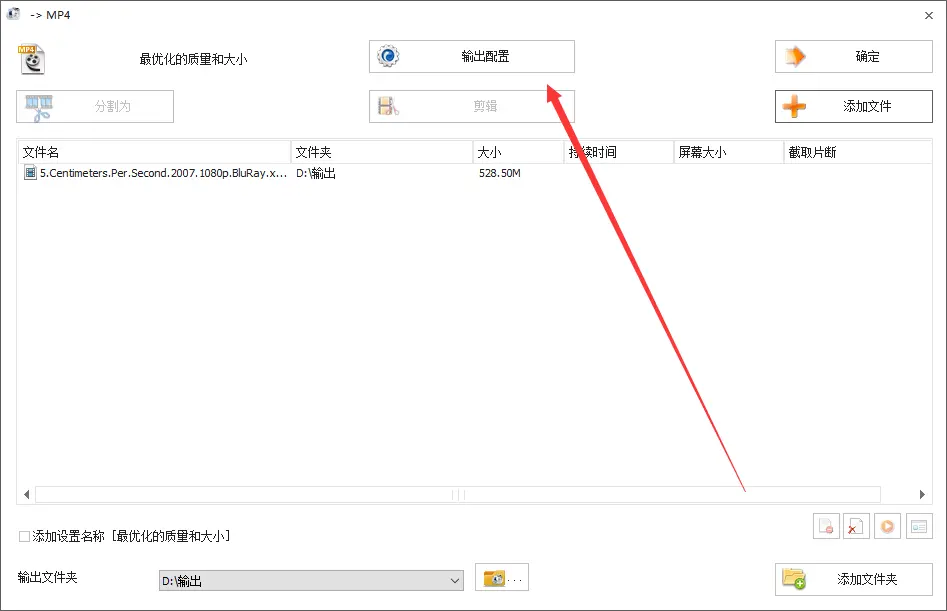 -> MP4
MP4
最优化的质量和大小
输出配置
确定
分割为
剪辑
添加文件
文件名 文件夹 大小 持续时间 屏幕大小 截取片断
5.Centimeters.Per.Second.2007.1080p.BluRay.x... D:\输出 528.50M
添加设置名称 [最优化的质量和大小]
输出文件夹
D:\输出
...
添加文件夹